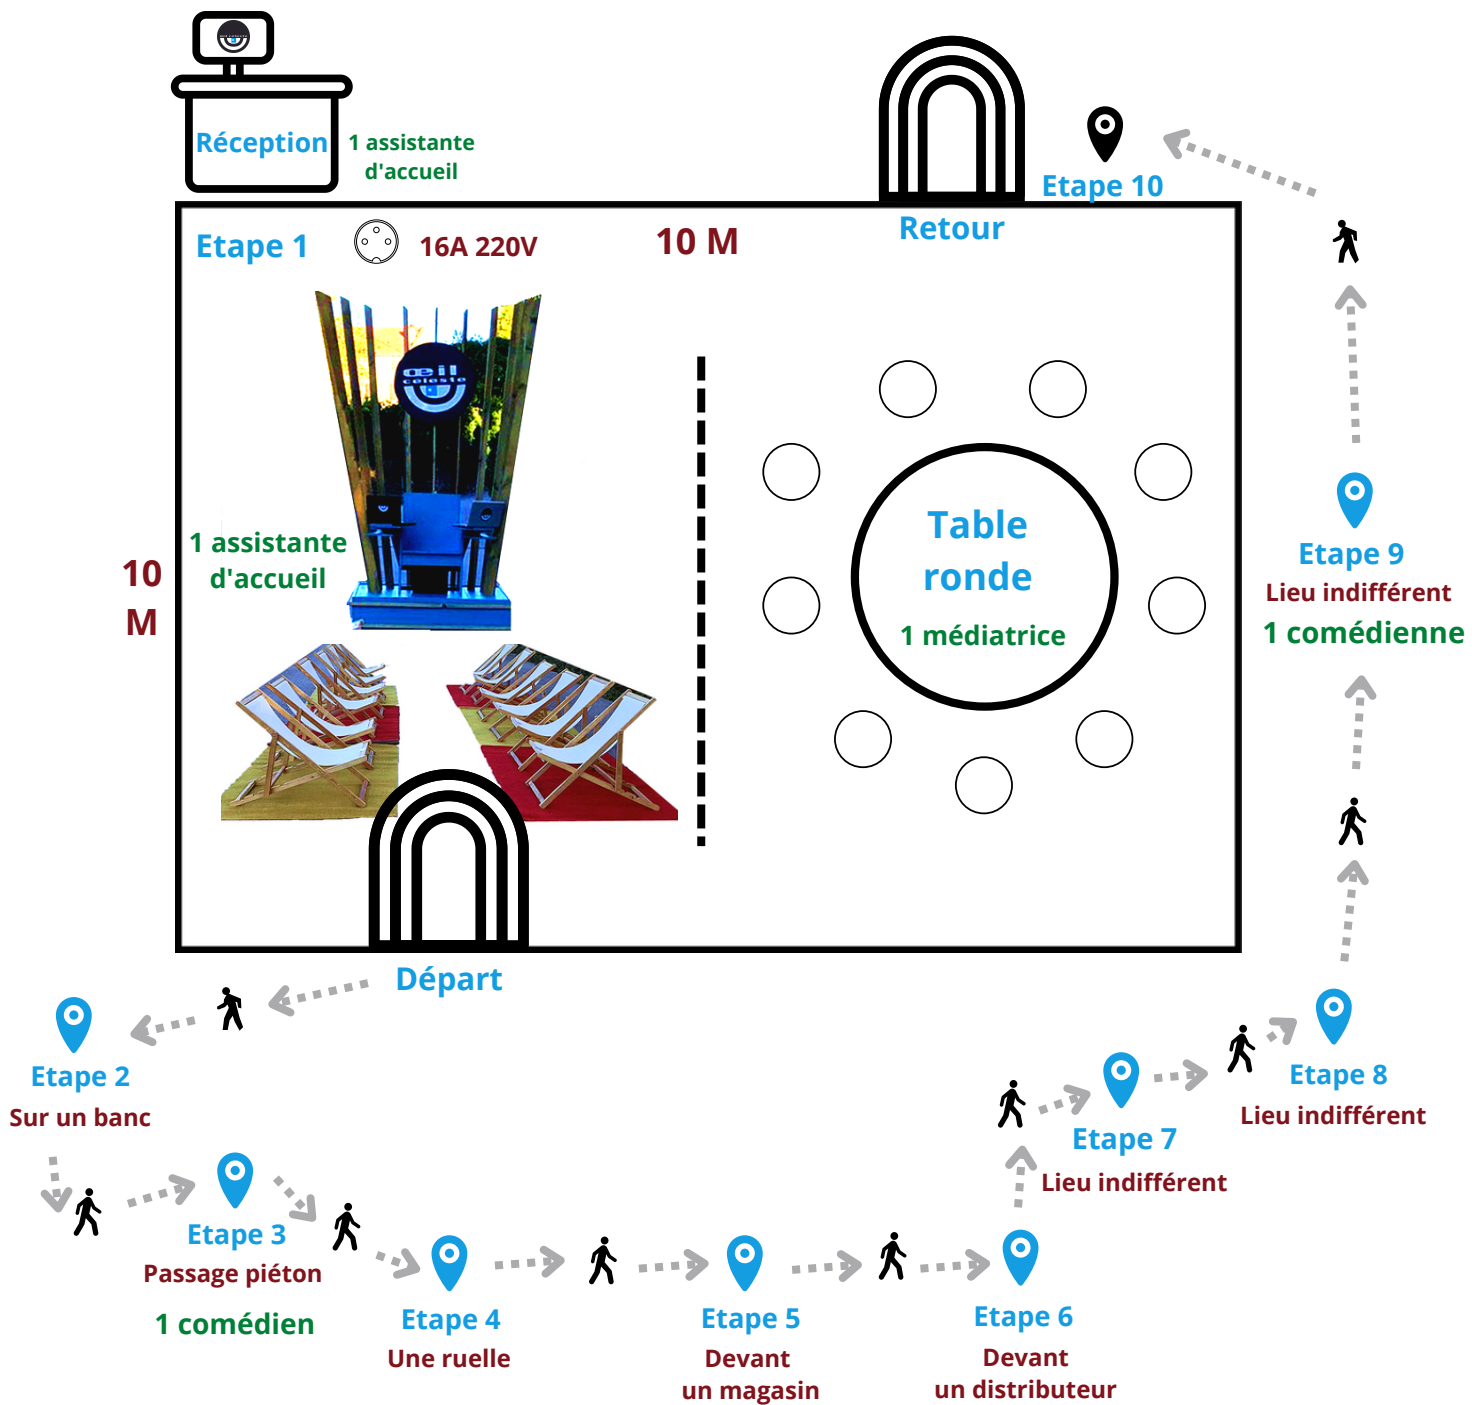 Réception
1 assistante
d'accueil
Etape 10
Retour
Etape 1
16A 220V
10 M
œil
celeste
1 assistante
d'accueil
10
M
Table
ronde
1 médiatrice
Etape 9
Lieu indifférent
1 comédienne
Départ
Etape 2
Sur un banc
Etape 3
Passage piéton
1 comédien
Etape 4
Une ruelle
Etape 5
Devant
un magasin
Etape 6
Devant
un distributeur
Etape 7
Lieu indifférent
Etape 8
Lieu indifférent